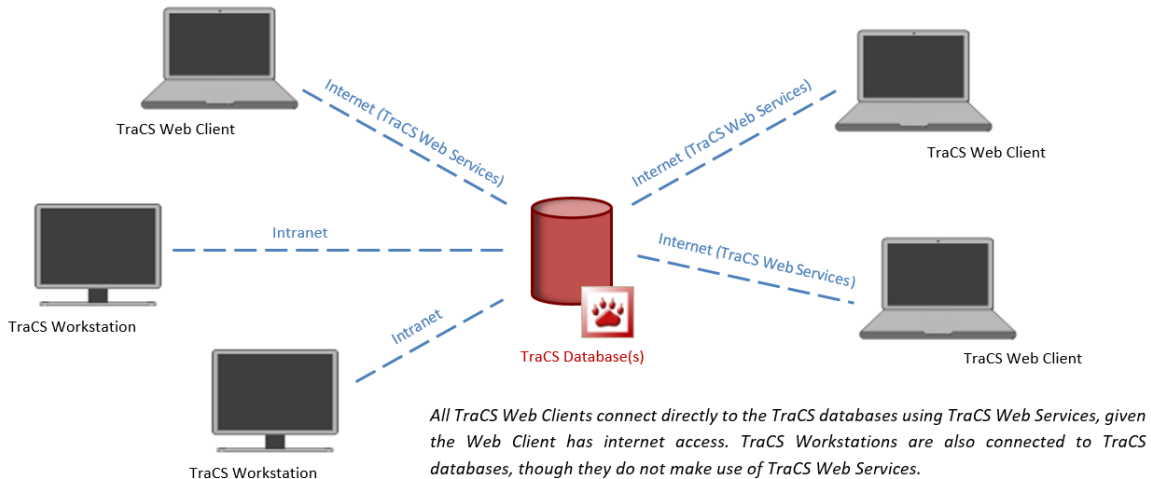 TraCS Web Client
Internet (TraCS Web Services)
Internet (TraCS Web Services)
TraCS Web Client
Intranet
Internet (TraCS Web Services)
TraCS Workstation
Intranet
TraCS Database(s)
TraCS Web Client
TraCS Workstation
All TraCS Web Clients connect directly to the TraCS databases using TraCS Web Services, given
the Web Client has internet access. TraCS Workstations are also connected to TraCS
databases, though they do not make use of TraCS Web Services.